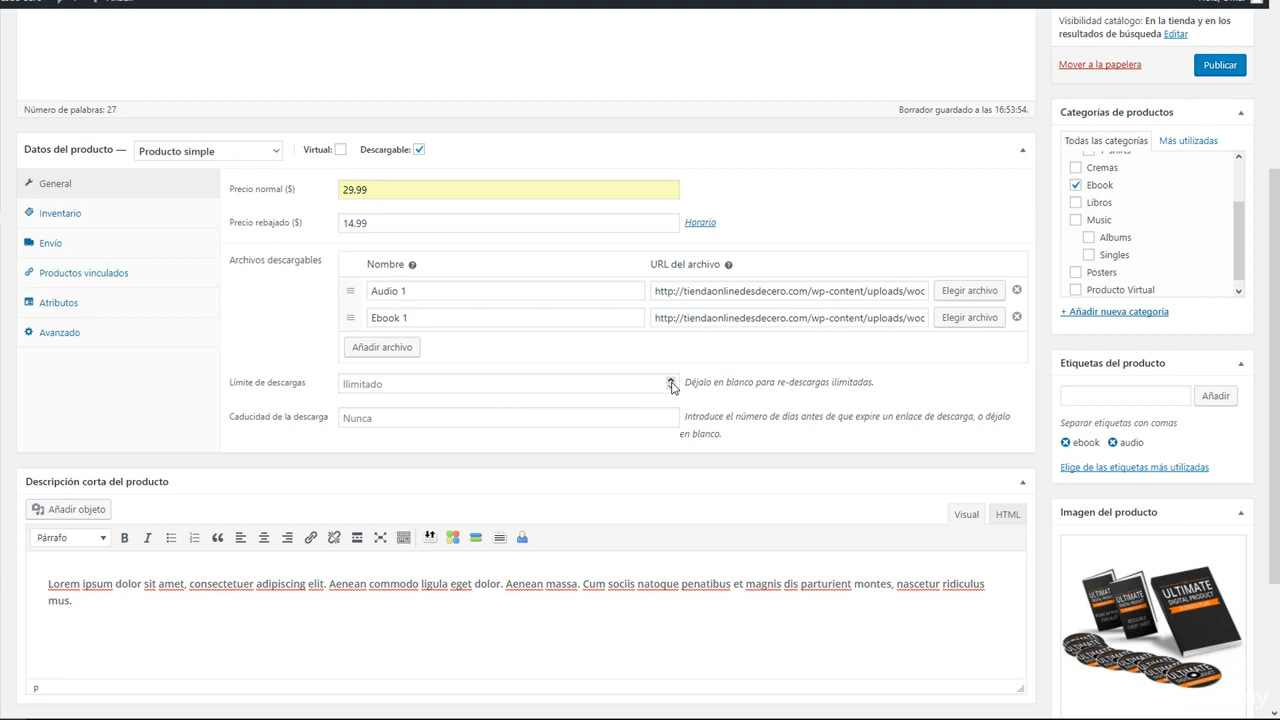 Visibilidad catálogo: En la tienda y en los
resultados de búsqueda Editar
Mover a la papelera
Publicar
Número de palabras: 27
Borrador guardado a las 16:53:54.
Datos del producto — Producto simple Virtual: Descargable:
General
Inventario
Envío
Productos vinculados
Atributos
Avanzado
Precio normal ($) 29.99
Precio rebajado ($) 14.99 Horario
Archivos descargables
Nombre URL del archivo
Audio 1 http://tiendaonlinedesdecero.com/wp-content/uploads/woc Elegir archivo
Ebook 1 http://tiendaonlinedesdecero.com/wp-content/uploads/woc Elegir archivo
Añadir archivo
Límite de descargas Ilimitado Déjalo en blanco para re-descargas ilimitadas.
Caducidad de la descarga Nunca Introduce el número de días antes de que expire un enlace de descarga, o déjalo
en blanco.
Descripción corta del producto
Añadir objeto
Visual HTML
Párrafo
Lorem ipsum dolor sit amet, consectetuer adipiscing elit. Aenean commodo ligula eget dolor. Aenean massa. Cum sociis natoque penatibus et magnis dis parturient montes, nascetur ridiculus
mus.
P
Categorías de productos
Todas las categorías Más utilizadas
Cremas
Ebook
Libros
Music
Albums
Singles
Posters
Producto Virtual
+ Añadir nueva categoría
Etiquetas del producto
Añadir
Separar etiquetas con comas
ebook audio
Elige de las etiquetas más utilizadas
Imagen del producto
ULTIMATE
DIGITAL PRODUCT